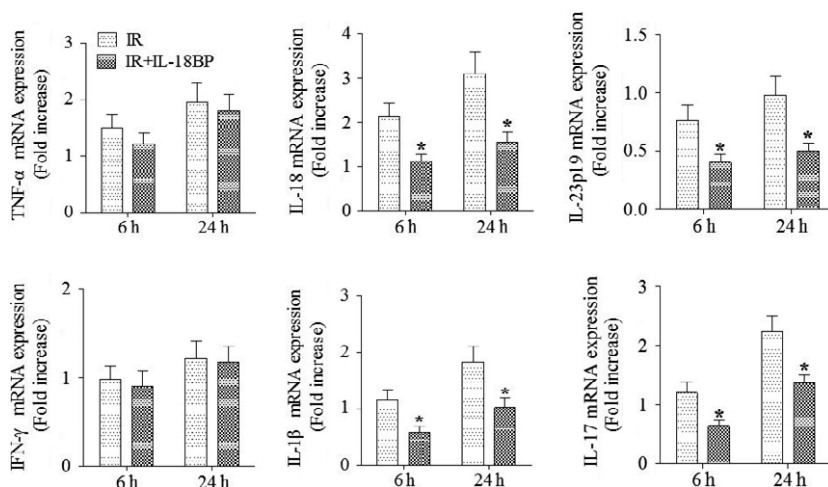 TNF-α mRNA expression
(Fold increase)
3
2
1
0
IR
IR+IL-18BP
6 h
24 h
IL-18 mRNA expression
(Fold increase)
4
3
2
1
0
*
*
6 h
24 h
IL-23p19 mRNA expression
(Fold increase)
1.5
1.0
0.5
0.0
*
*
6 h
24 h
IFN-γ mRNA expression
(Fold increase)
2
1
0
6 h
24 h
IL-1β mRNA expression
(Fold increase)
3
2
1
0
*
*
6 h
24 h
IL-17 mRNA expression
(Fold increase)
3
2
1
0
*
*
6 h
24 h